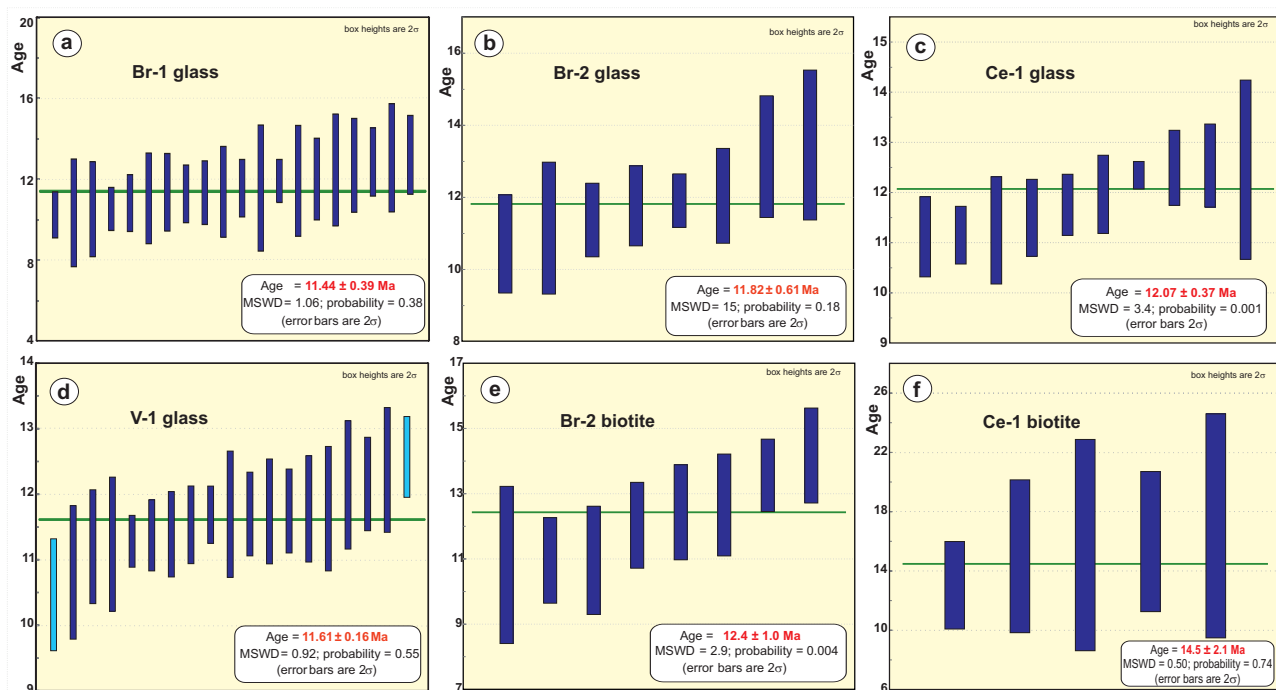 a
box heights are 2σ
Br-1 glass
Age
20
16
12
8
4
Age = 11.44 ± 0.39 Ma
MSWD = 1.06; probability = 0.38
(error bars are 2σ)
b
box heights are 2σ
Br-2 glass
Age
16
14
12
10
8
Age = 11.82 ± 0.61 Ma
MSWD = 15; probability = 0.18
(error bars are 2σ)
c
box heights are 2σ
Ce-1 glass
Age
15
14
13
12
11
10
9
Age = 12.07 ± 0.37 Ma
MSWD = 3.4; probability = 0.001
(error bars 2σ)
d
box heights are 2σ
V-1 glass
Age
14
13
12
11
10
9
Age = 11.61 ± 0.16 Ma
MSWD = 0.92; probability = 0.55
(error bars are 2σ)
e
box heights are 2σ
Br-2 biotite
Age
17
15
13
11
9
7
Age = 12.4 ± 1.0 Ma
MSWD = 2.9; probability = 0.004
(error bars are 2σ)
f
box heights are 2σ
Ce-1 biotite
Age
26
22
18
14
10
6
Age = 14.5 ± 2.1 Ma
MSWD = 0.50; probability = 0.74
(error bars are 2σ)